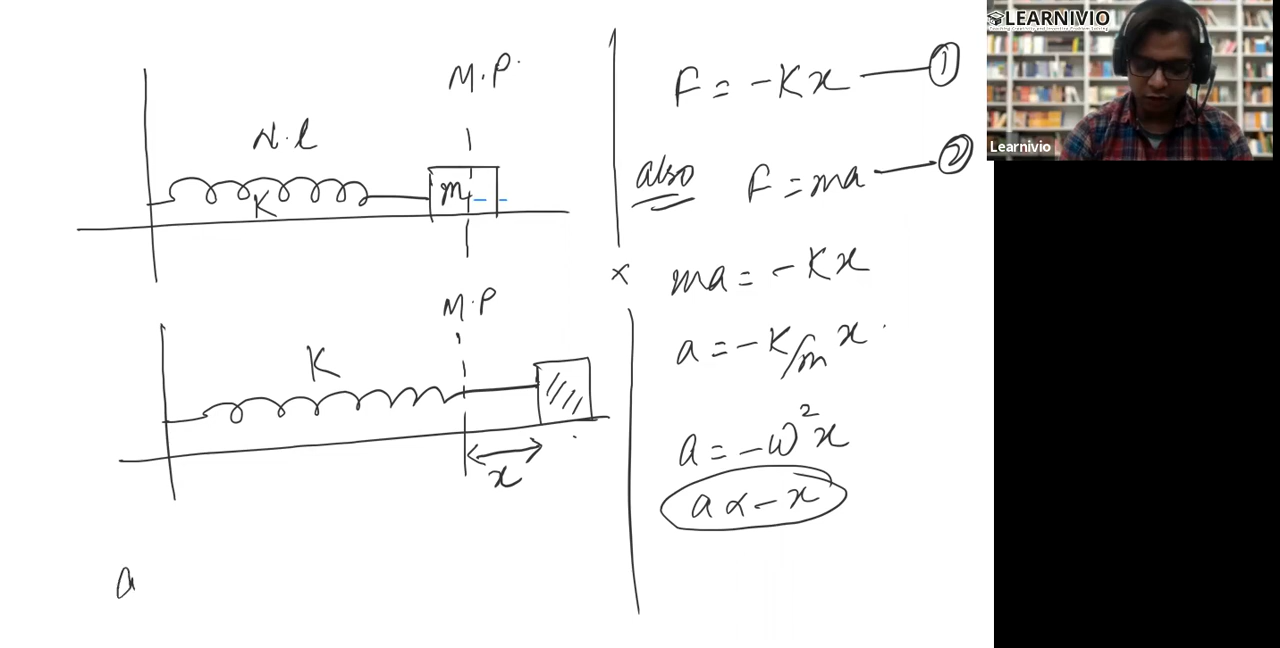 M.P.
N.l
K
m
M.P
K
x
a
F = -Kx ①
also F = ma ②
ma = -Kx
a = -K/m x
a = -ω²x
a ∝ -x
LEARNIVIO
Learnivio